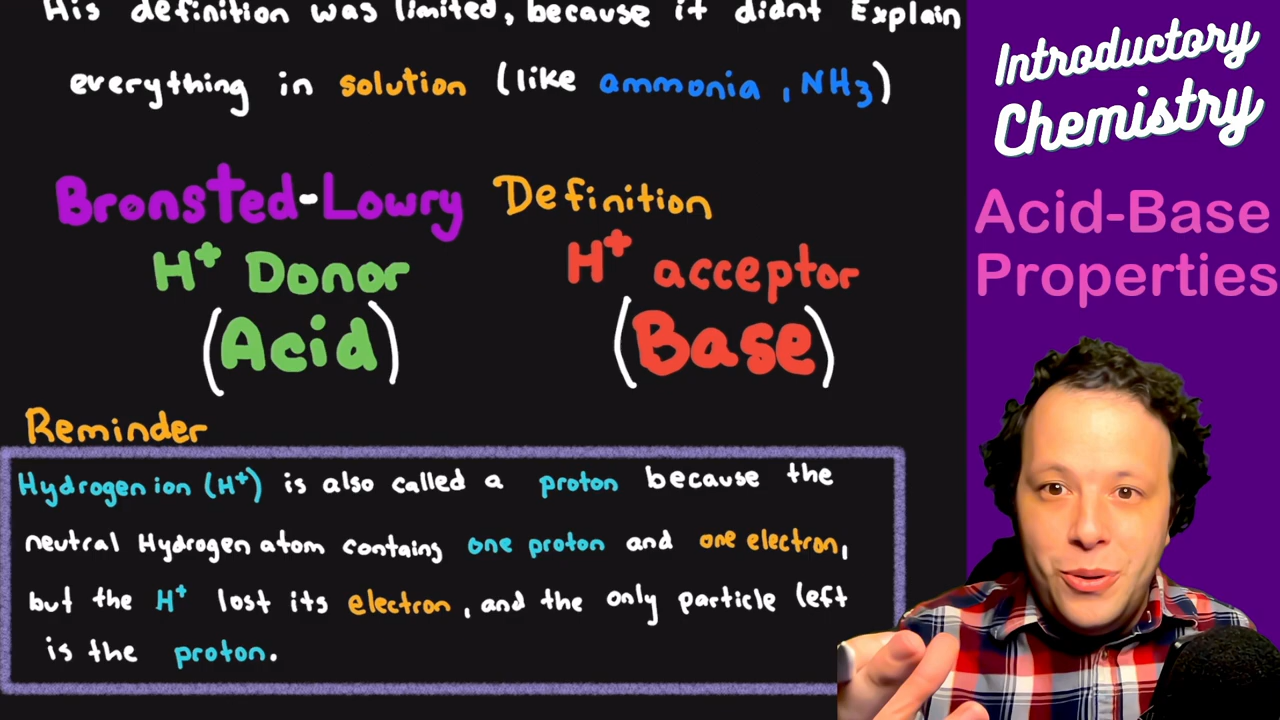 His definition was limited, because it didnt Explain
everything in solution (like ammonia, NH3)
Bronsted-Lowry Definition
H+ Donor
(Acid)
H+ acceptor
(Base)
Reminder
Hydrogen ion (H+) is also called a proton because the
neutral Hydrogen atom containg one proton and one electron,
but the H+ lost its electron, and the only particle left
is the proton.
Introductory
Chemistry
Acid-Base
Properties